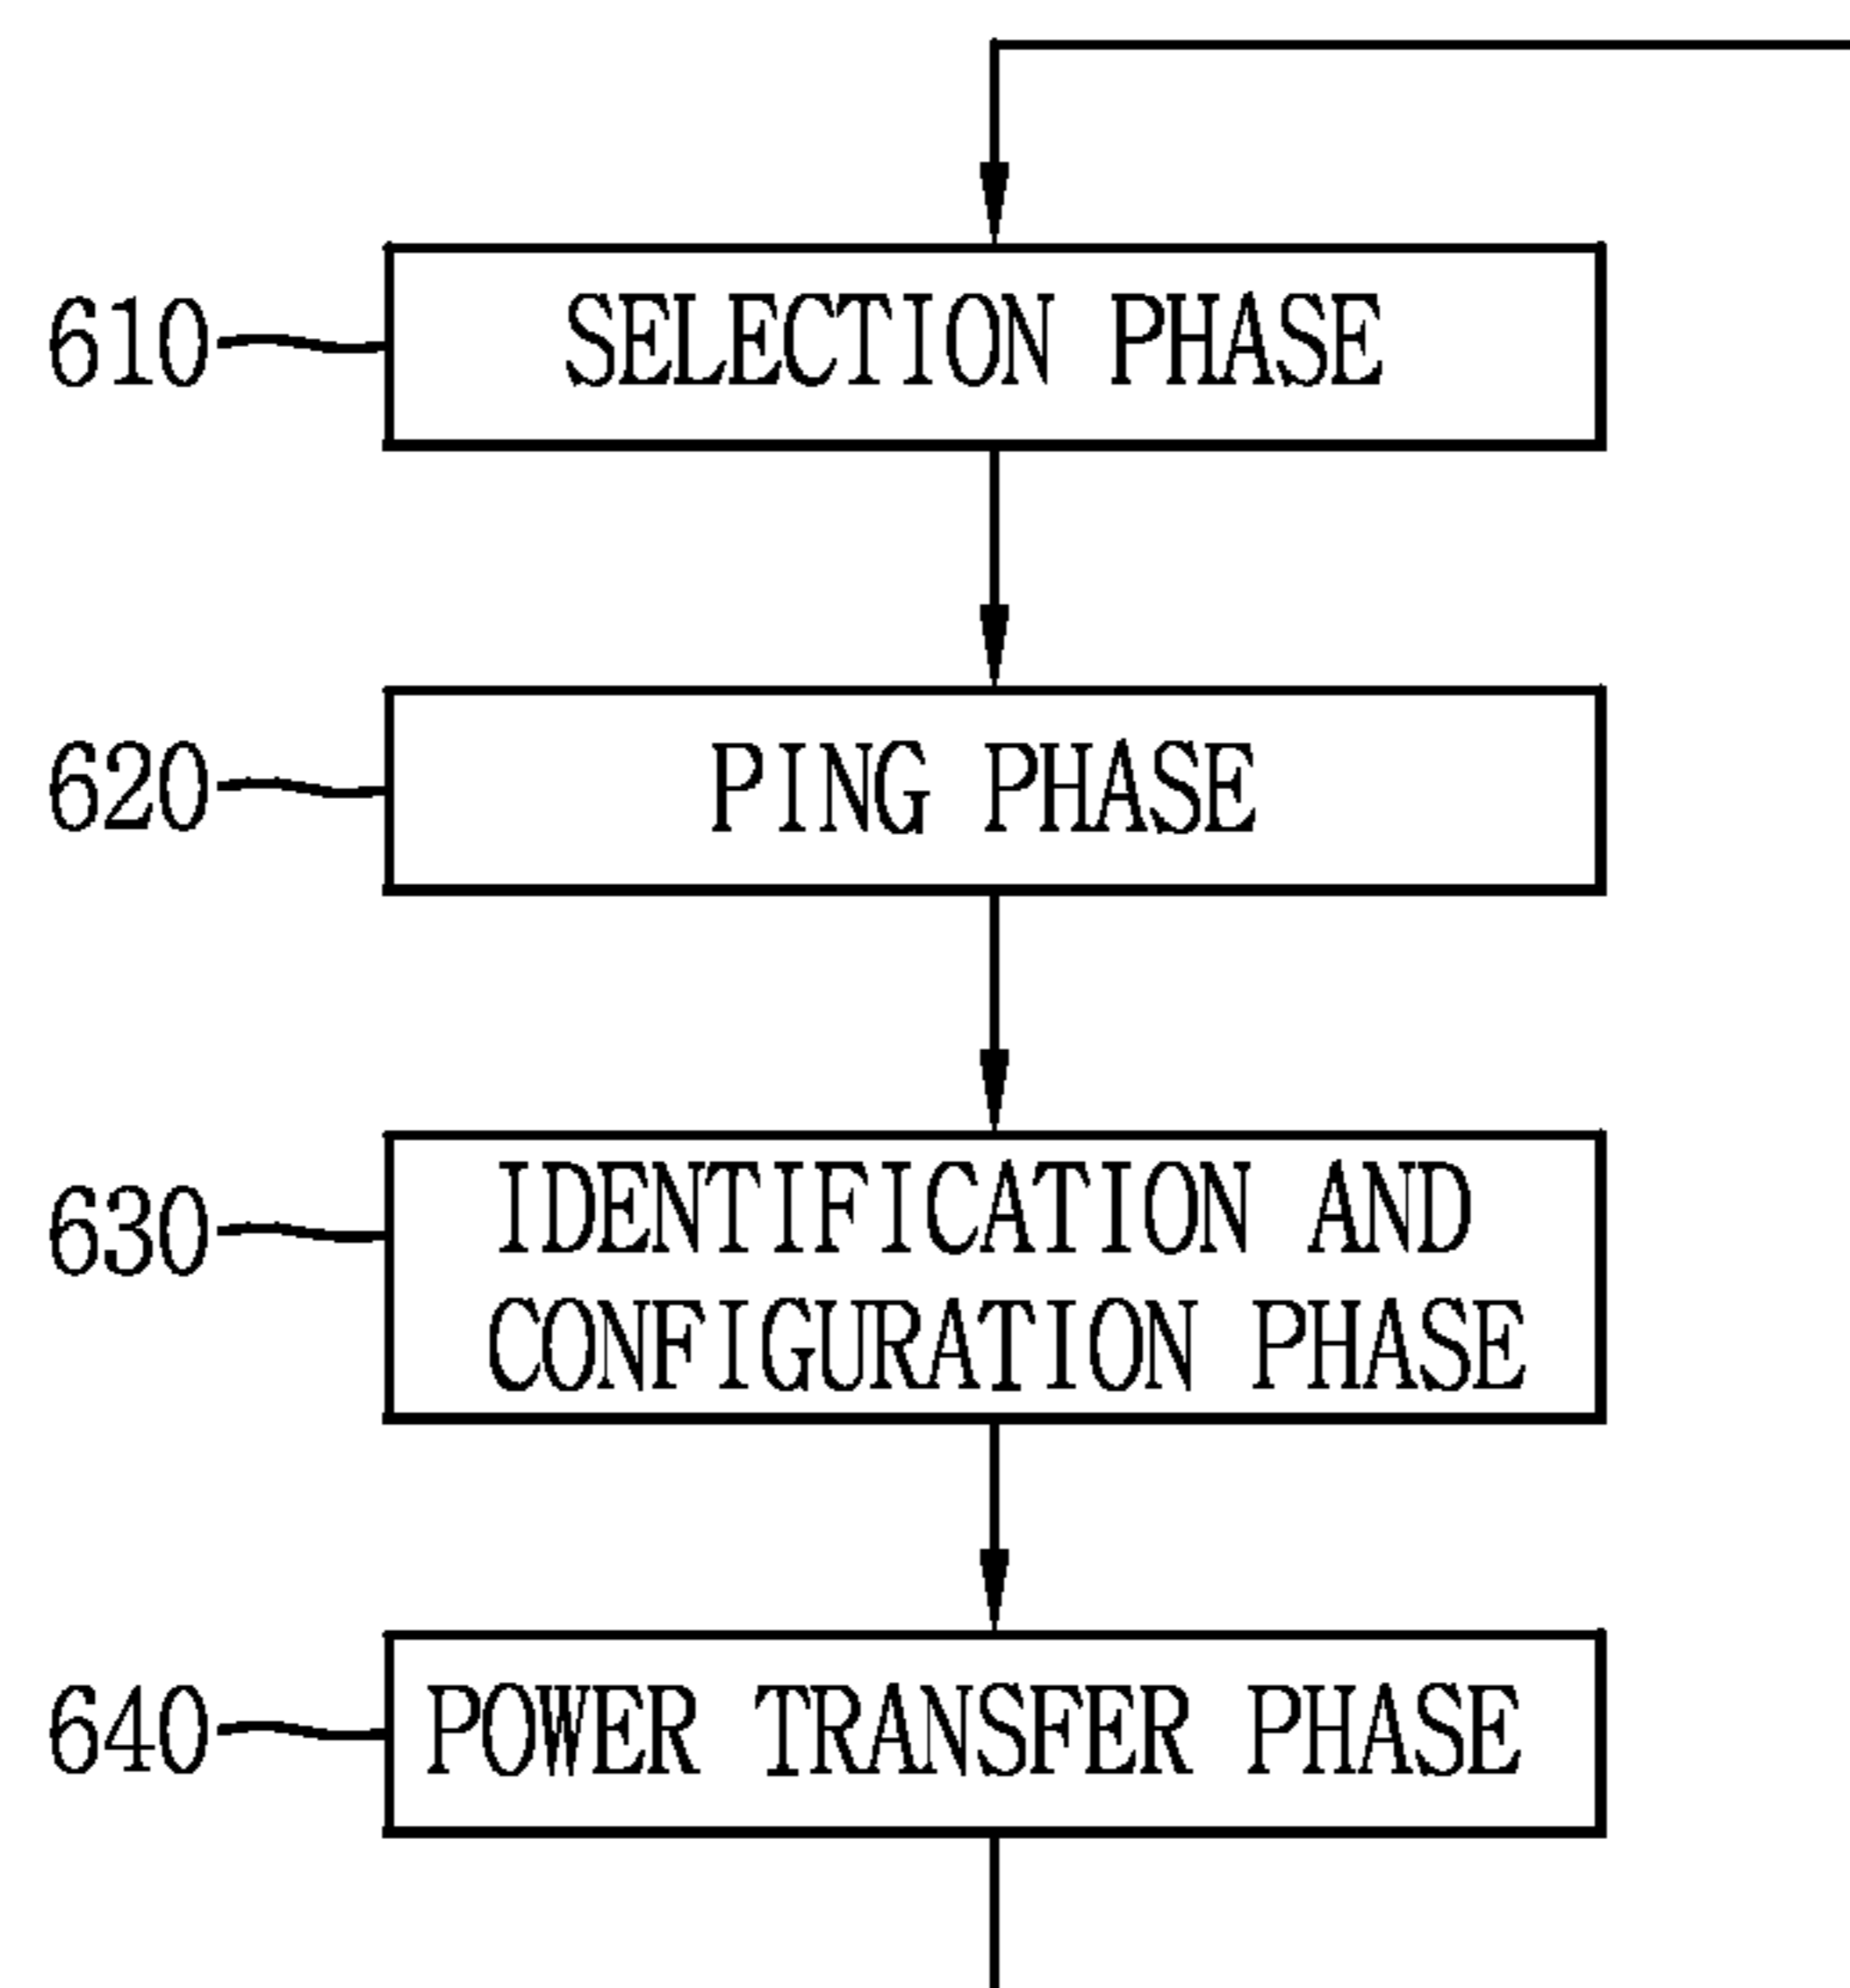 610
SELECTION PHASE
620
PING PHASE
630
IDENTIFICATION AND
CONFIGURATION PHASE
640
POWER TRANSFER PHASE